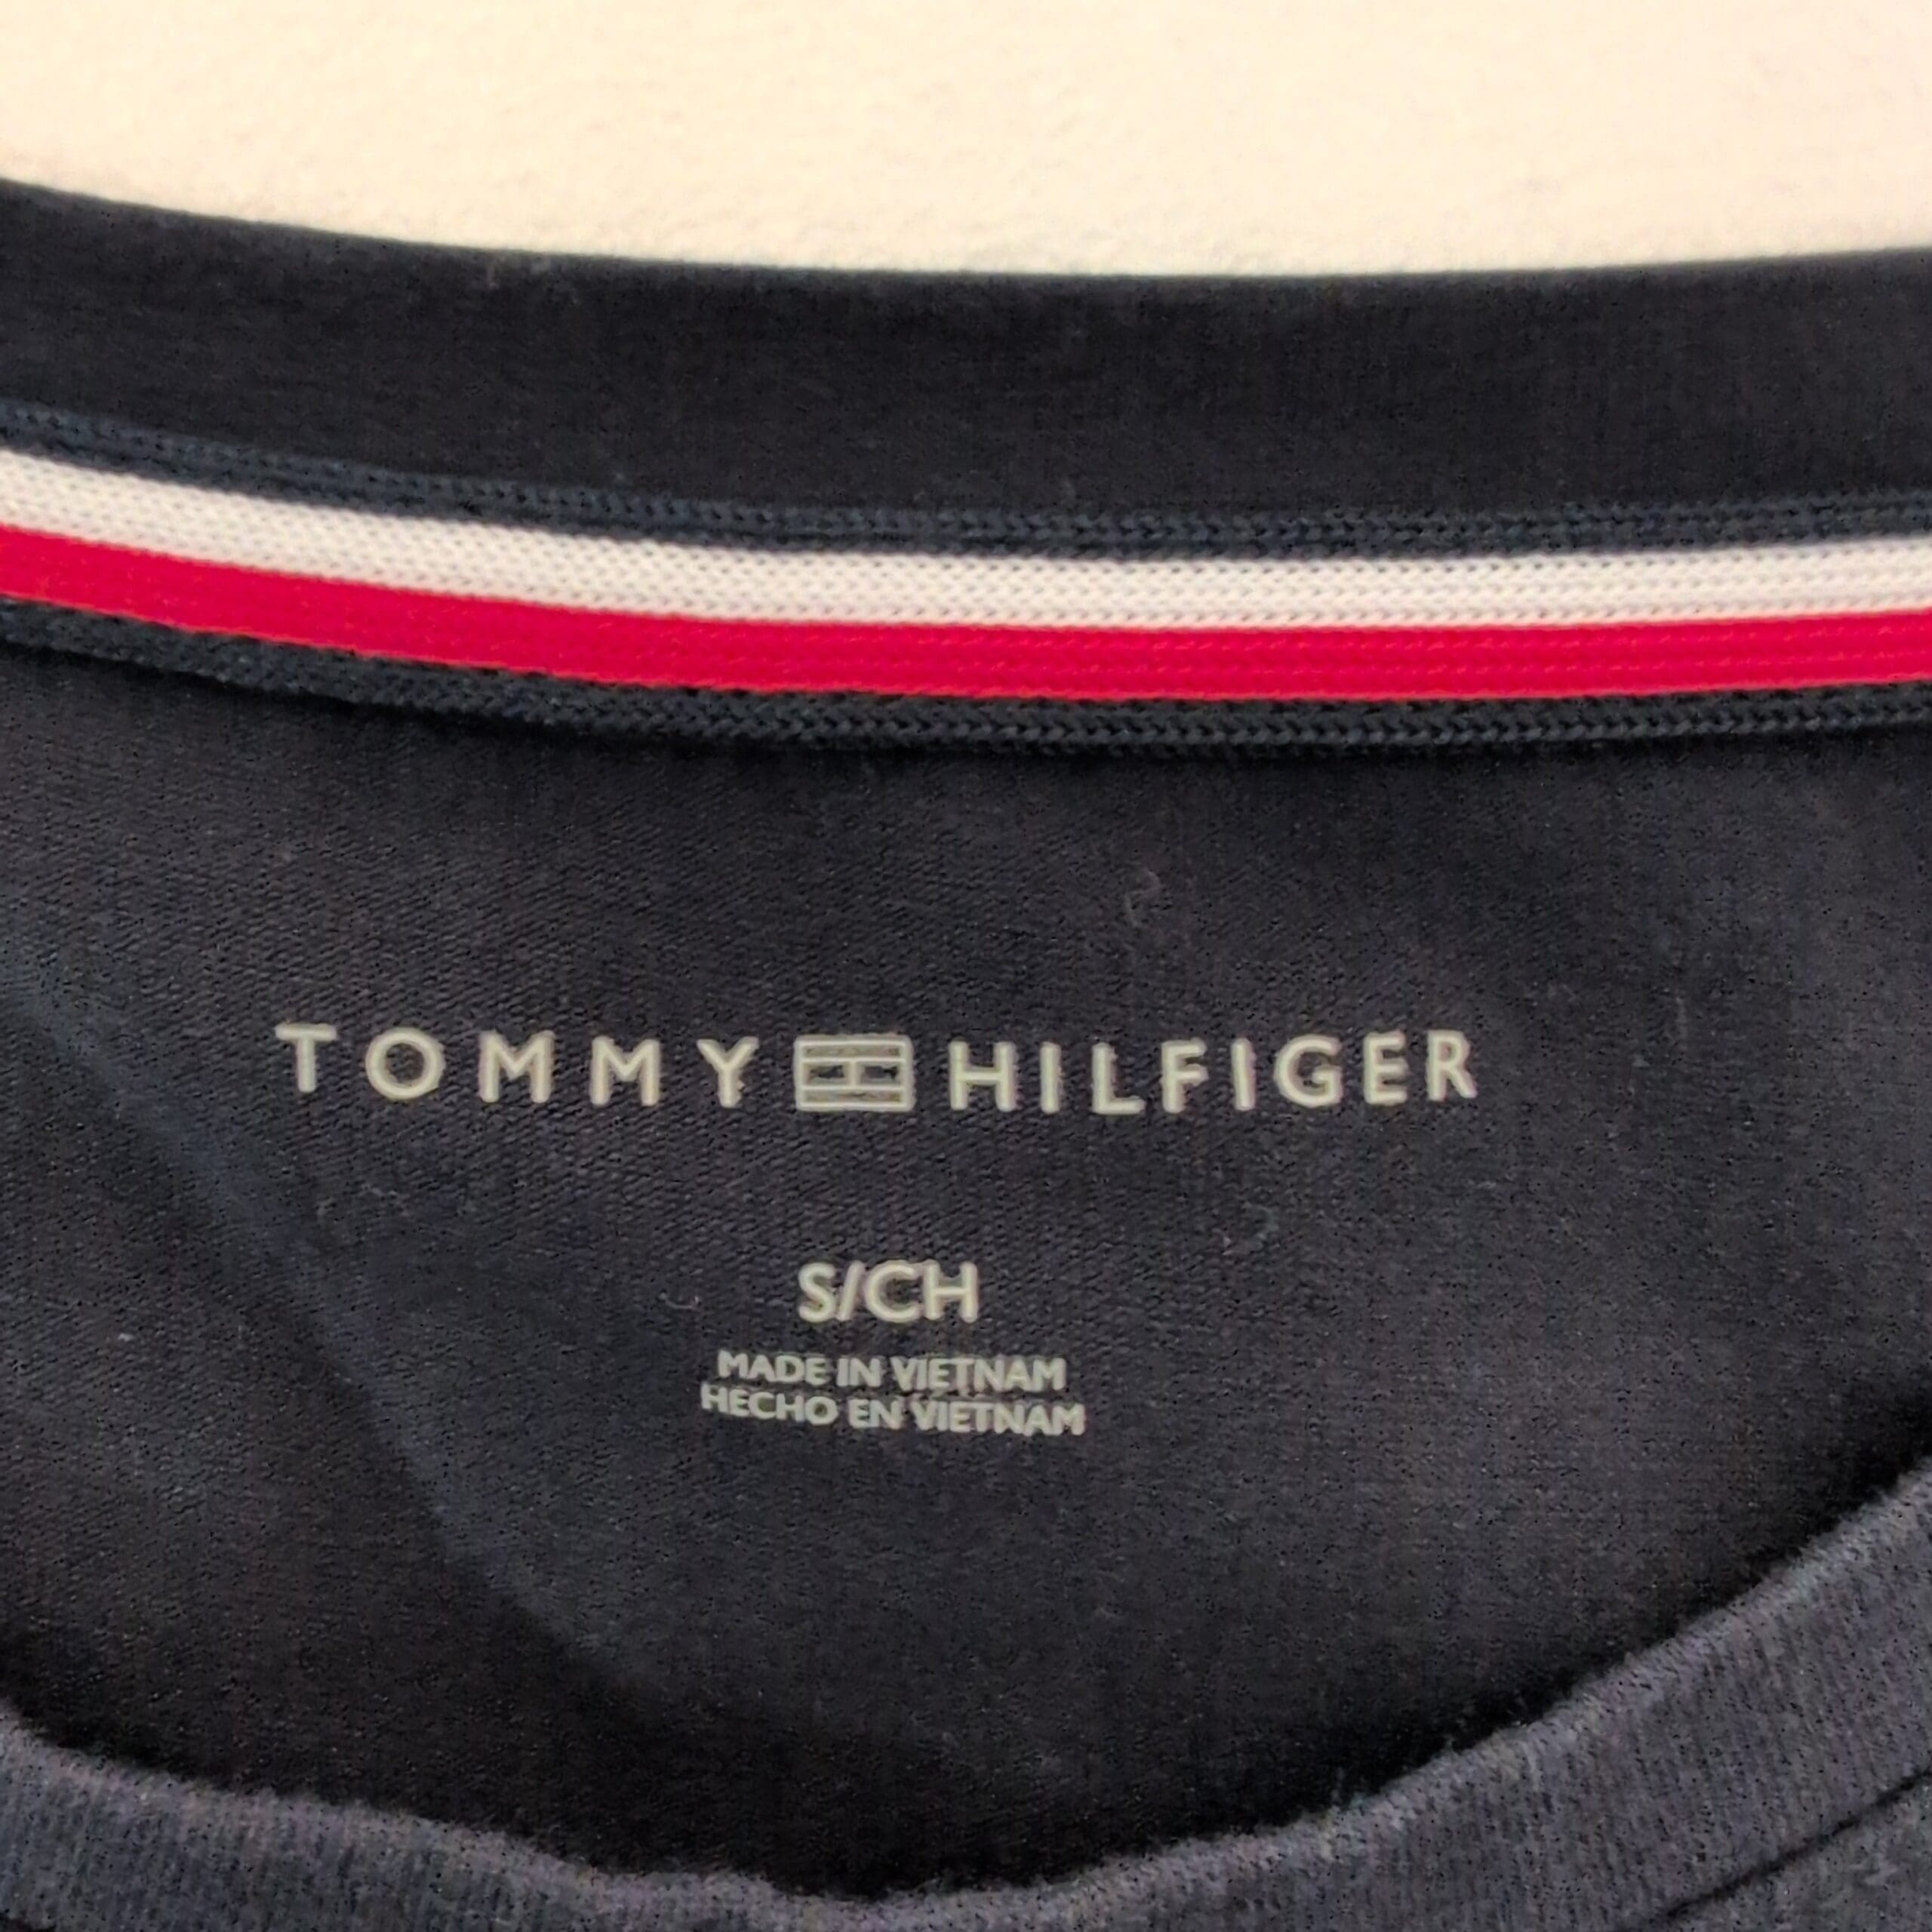 TOMMY HILFIGER
S/CH
MADE IN VIETNAM
HECHO EN VIETNAM